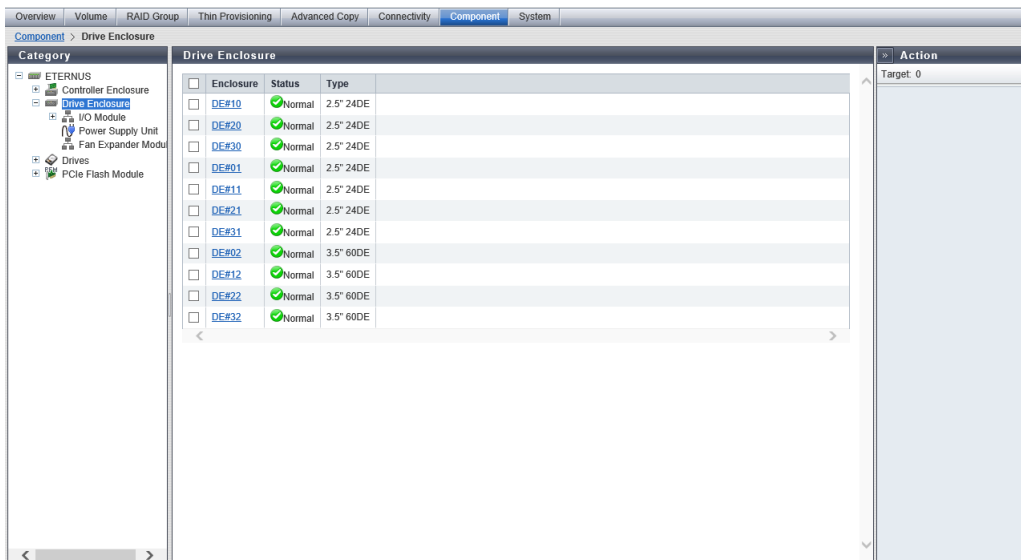 Overview Volume RAID Group Thin Provisioning Advanced Copy Connectivity Component System
Component > Drive Enclosure
Category
ETERNUS
Controller Enclosure
Drive Enclosure
I/O Module
Power Supply Unit
Fan Expander Modul
Drives
PFM PCIe Flash Module
Drive Enclosure
Enclosure Status Type
DE#10 Normal 2.5" 24DE
DE#20 Normal 2.5" 24DE
DE#30 Normal 2.5" 24DE
DE#01 Normal 2.5" 24DE
DE#11 Normal 2.5" 24DE
DE#21 Normal 2.5" 24DE
DE#31 Normal 2.5" 24DE
DE#02 Normal 3.5" 60DE
DE#12 Normal 3.5" 60DE
DE#22 Normal 3.5" 60DE
DE#32 Normal 3.5" 60DE
» Action
Target: 0